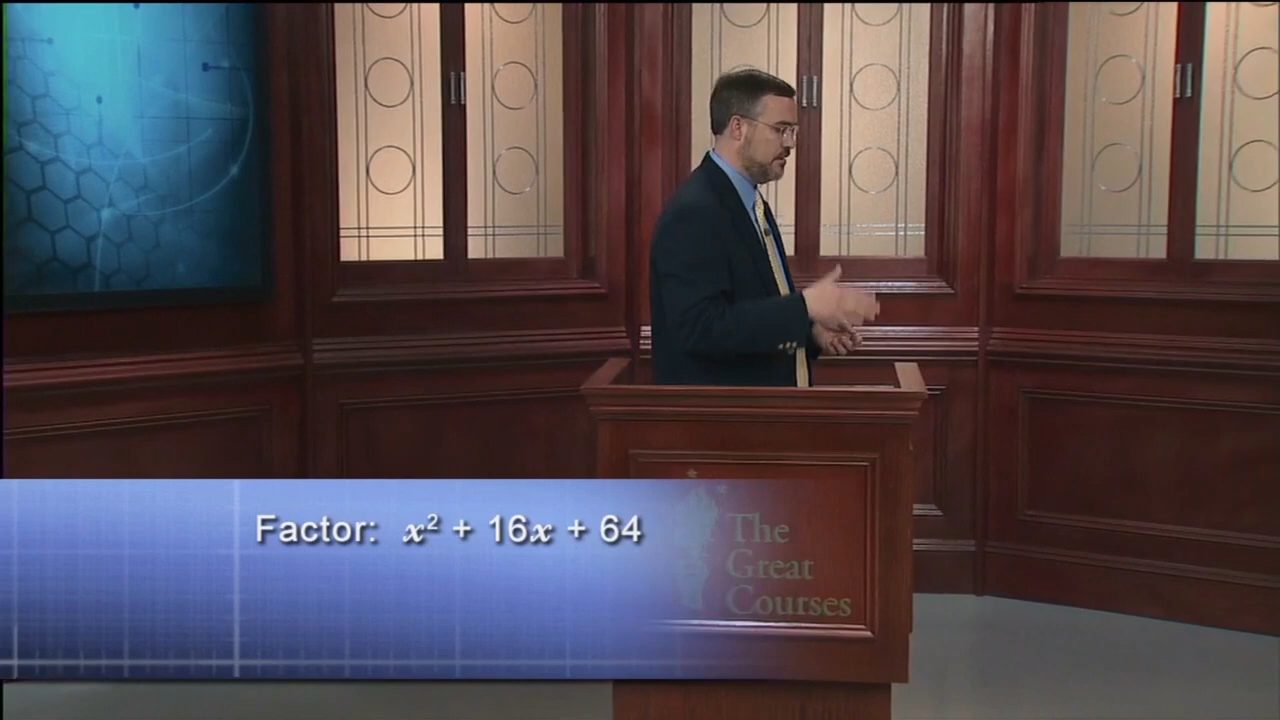 Factor: x² + 16x + 64
The
Great
Courses